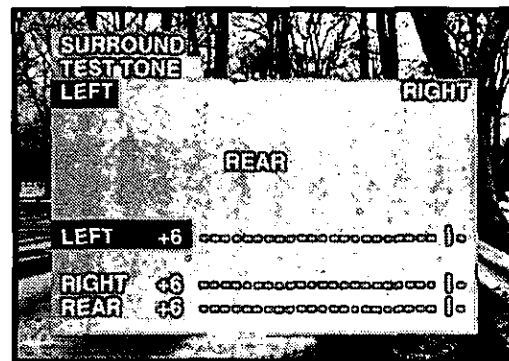 SURROUND
TEST TONE
LEFT RIGHT
REAR
LEFT +6
RIGHT +6
REAR +6